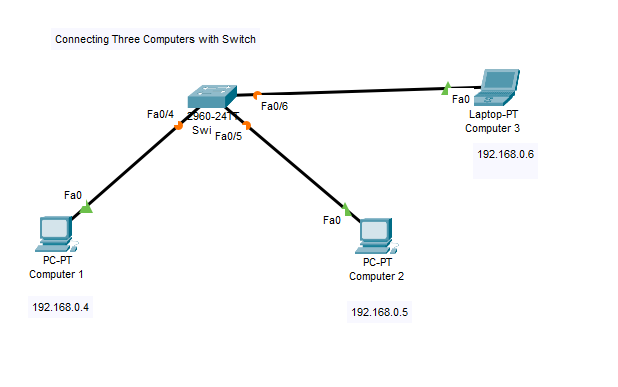 Connecting Three Computers with Switch
Fa0/4
2960-24TT
Swi
Fa0/5
Fa0/6
Fa0
Laptop-PT
Computer 3
192.168.0.6
Fa0
PC-PT
Computer 1
192.168.0.4
Fa0
PC-PT
Computer 2
192.168.0.5